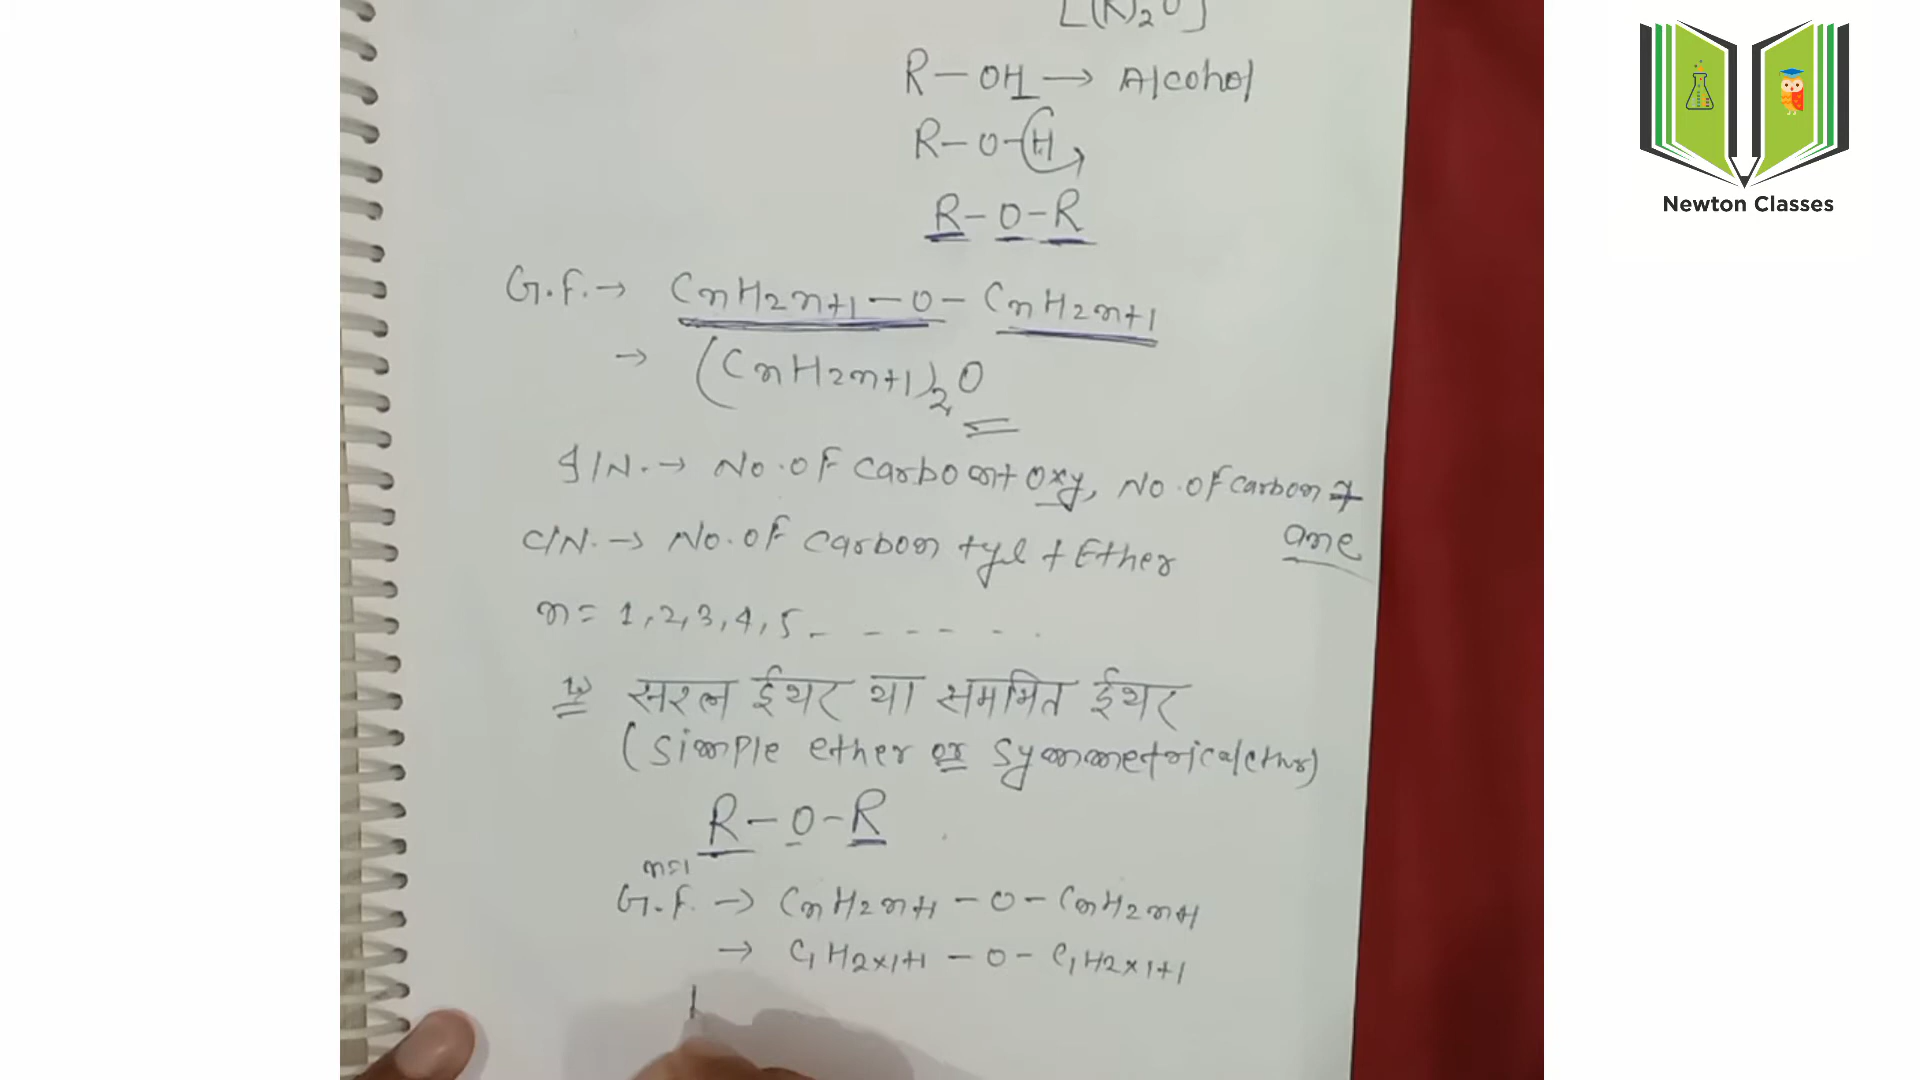 [(R)₂O]
R-OH → Alcohol
R-O-H
R-O-R
G.F. → CnH2n+1-O-CnH2n+1
→ (CnH2n+1)₂O
I/N. → No.of carbon+oxy, No.of carbon+
ane
C/N. → No.of carbon +yl + Ether
n= 1,2,3,4,5- - - - - -
1) सरल ईथर या सममित ईथर
(simple ether or symmetrical ether)
R-O-R
n=1
G.F. → CnH2n+1 - O - CnH2n+1
→ C₁H2×1+1 - O - C₁H2×1+1
Newton Classes